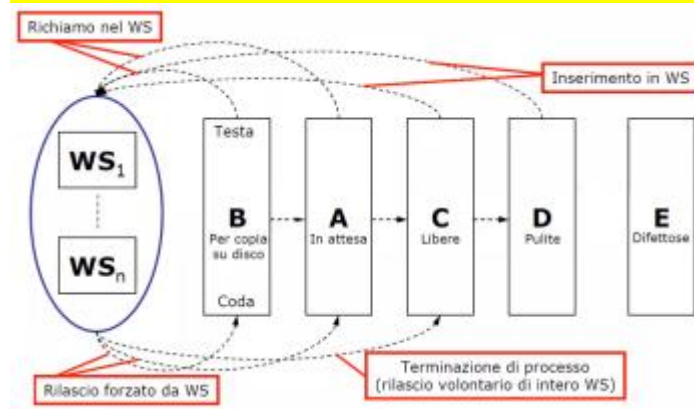 Richiamo nel WS
Inserimento in WS
WS1
WSn
Testa
B
Per copia
su disco
Coda
A
In attesa
C
Libere
D
Pulite
E
Difettose
Rilascio forzato da WS
Terminazione di processo
(rilascio volontario di intero WS)